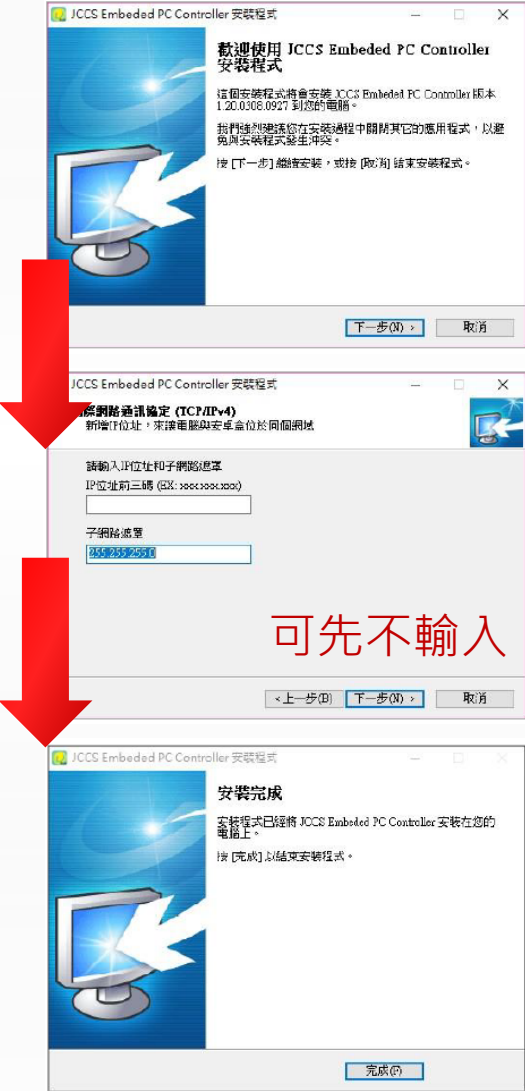 JCCS Embeded PC Controller 安裝程式
歡迎使用 JCCS Embeded PC Controller
安裝程式
這個安裝程式將會安裝 JCCS Embeded PC Controller 版本
1.20.0308.0927 到您的電腦。
我們強烈建議您在安裝過程中關閉其它的應用程式，以避
免與安裝程式發生沖突。
按 [下一步] 繼續安裝，或按 [取消] 結束安裝程式。
下一步(N) >
取消
JCCS Embeded PC Controller 安裝程式
際網路通訊協定 (TCP/IPv4)
新增IP位址，來讓電腦與安卓盒位於同個網域
請輸入IP位址和子網路遮罩
IP位址前三碼 (EX: xxx.xxx.xxx)
子網路遮罩
255.255.255.0
可先不輸入
<上一步(B)
下一步(N) >
取消
JCCS Embeded PC Controller 安裝程式
安裝完成
安裝程式已經將 JCCS Embeded PC Controller 安裝在您的
電腦上。
按 [完成] 以結束安裝程式。
完成(F)